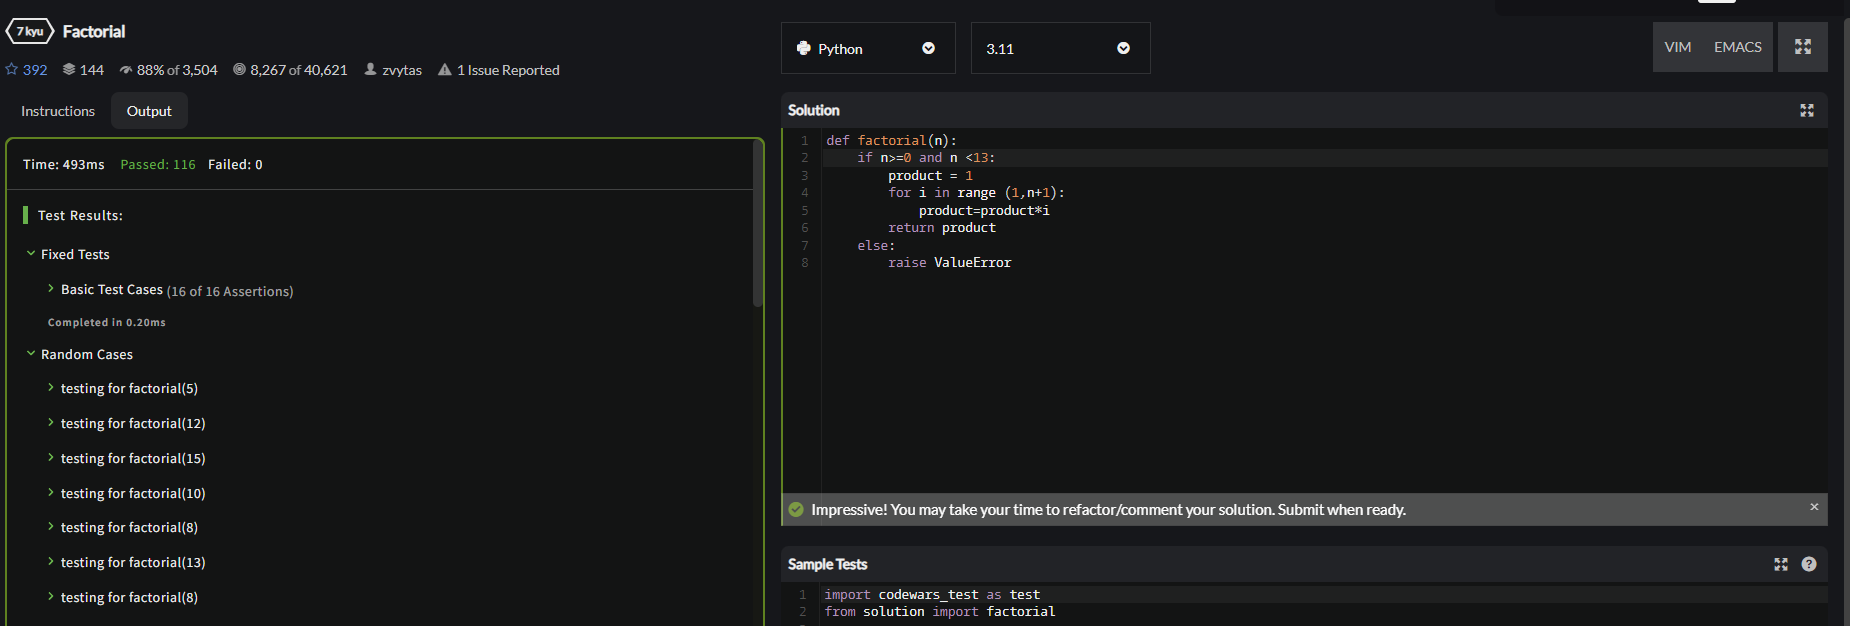 7 kyu Factorial
392 144 88% of 3,504 8,267 of 40,621 zvytas 1 Issue Reported
Instructions Output
Time: 493ms Passed: 116 Failed: 0
Test Results:
Fixed Tests
Basic Test Cases (16 of 16 Assertions)
Completed in 0.20ms
Random Cases
testing for factorial(5)
testing for factorial(12)
testing for factorial(15)
testing for factorial(10)
testing for factorial(8)
testing for factorial(13)
testing for factorial(8)
Python 3.11 VIM EMACS
Solution
1 def factorial(n):
2 if n>=0 and n <13:
3 product = 1
4 for i in range (1,n+1):
5 product=product*i
6 return product
7 else:
8 raise ValueError
Impressive! You may take your time to refactor/comment your solution. Submit when ready. ×
Sample Tests ?
1 import codewars_test as test
2 from solution import factorial